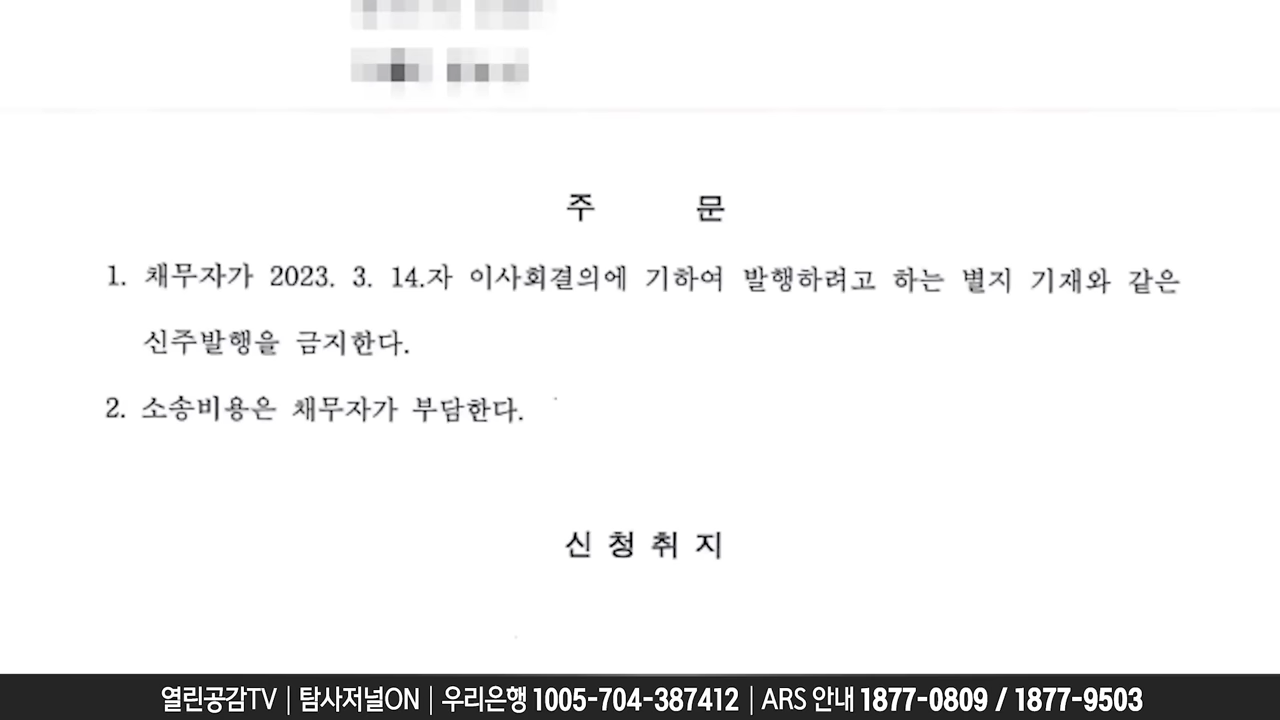 주 문
1. 채무자가 2023. 3. 14.자 이사회결의에 기하여 발행하려고 하는 별지 기재와 같은
신주발행을 금지한다.
2. 소송비용은 채무자가 부담한다.
신 청 취 지
열린공감TV | 탐사저널ON | 우리은행 1005-704-387412 | ARS 안내 1877-0809 / 1877-9503